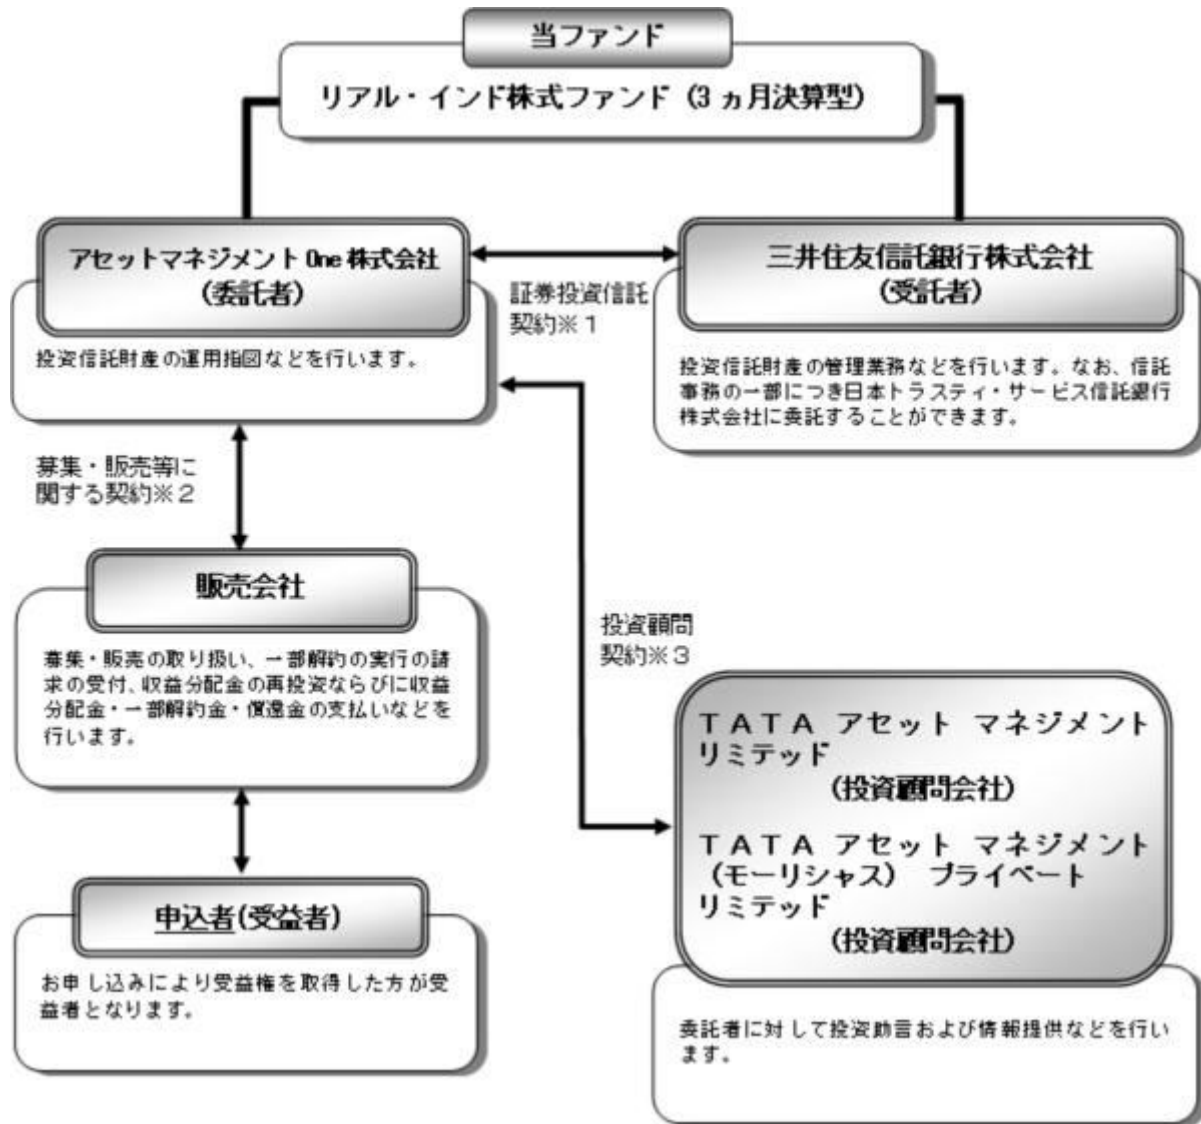 当ファンド
リアル・インド株式ファンド（3ヵ月決算型）
アセットマネジメントOne株式会社
（委託者）
投資信託財産の運用指図などを行います。
証券投資信託
契約※1
三井住友信託銀行株式会社
（受託者）
投資信託財産の管理業務などを行います。なお、信託
事務の一部につき日本トラスティ・サービス信託銀行
株式会社に委託することができます。
募集・販売等に
関する契約※2
販売会社
募集・販売の取り扱い、一部解約の実行の請
求の受付、収益分配金の再投資ならびに収益
分配金・一部解約金・償還金の支払いなどを
行います。
投資顧問
契約※3
TATA アセット マネジメント
リミテッド
（投資顧問会社）
TATA アセット マネジメント
（モーリシャス） プライベート
リミテッド
（投資顧問会社）
委託者に対して投資助言および情報提供などを行い
ます。
申込者(受益者)
お申し込みにより受益権を取得した方が受
益者となります。